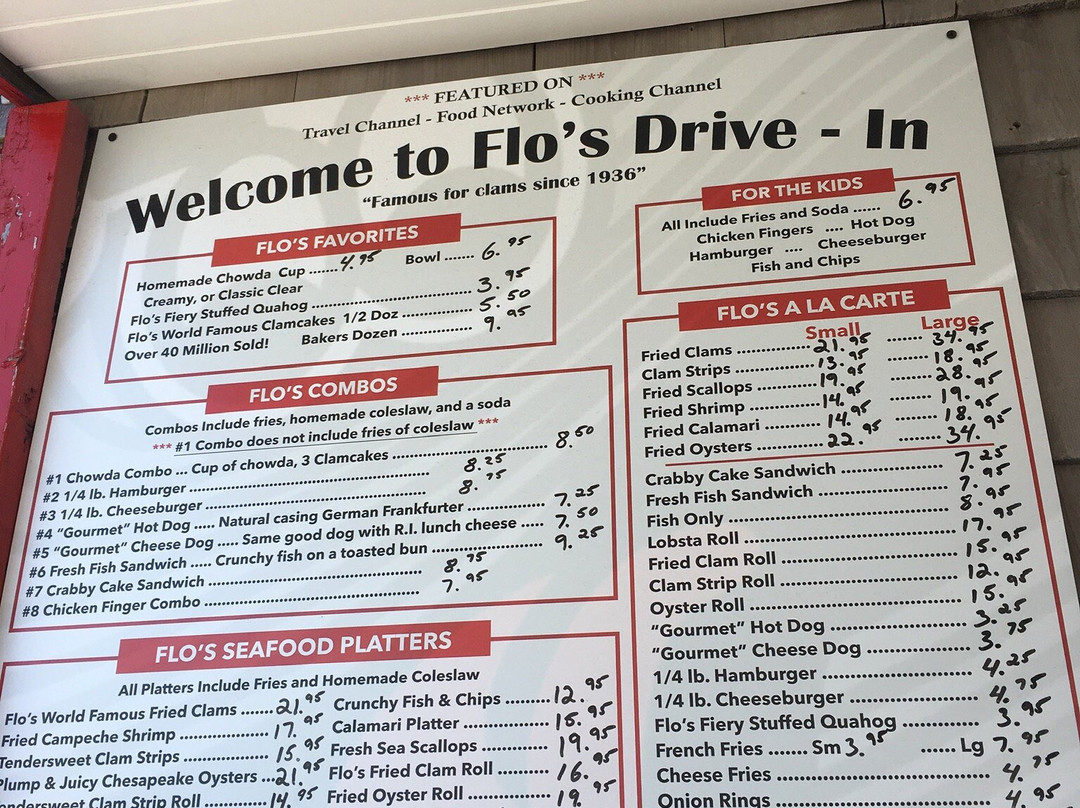 *** FEATURED ON ***
Travel Channel - Food Network - Cooking Channel
Welcome to Flo's Drive - In
"Famous for clams since 1936"
FLO'S FAVORITES
Homemade Chowda Cup ....... 4.95 Bowl ....... 6.95
Creamy, or Classic Clear
Flo's Fiery Stuffed Quahog ........ 3.95
Flo's World Famous Clamcakes 1/2 Doz ........ 5.50
Over 40 Million Sold! Bakers Dozen ........ 9.95
FLO'S COMBOS
Combos Include fries, homemade coleslaw, and a soda
*** #1 Combo does not include fries of coleslaw ***
#1 Chowda Combo ... Cup of chowda, 3 Clamcakes ........ 8.50
#2 1/4 lb. Hamburger ........ 8.25
#3 1/4 lb. Cheeseburger ........ 8.75
#4 "Gourmet" Hot Dog ..... Natural casing German Frankfurter ........ 7.25
#5 "Gourmet" Cheese Dog ..... Same good dog with R.I. lunch cheese ..... 7.50
#6 Fresh Fish Sandwich ..... Crunchy fish on a toasted bun ........ 9.25
#7 Crabby Cake Sandwich ........ 8.75
#8 Chicken Finger Combo ........ 7.95
FLO'S SEAFOOD PLATTERS
All Platters Include Fries and Homemade Coleslaw
Flo's World Famous Fried Clams ....... 21.95
Fried Campeche Shrimp ........ 17.95
Tendersweet Clam Strips ........ 15.95
Plump & Juicy Chesapeake Oysters ... 21.95
Tendersweet Clam Strip Roll ........ 14.95
Crunchy Fish & Chips ........ 12.95
Calamari Platter ........ 15.95
Fresh Sea Scallops ........ 19.95
Flo's Fried Clam Roll ........ 16.95
Fried Oyster Roll ........ 19.95
FOR THE KIDS
All Include Fries and Soda ...... 6.95
Chicken Fingers .... Hot Dog
Hamburger .... Cheeseburger
Fish and Chips
FLO'S A LA CARTE
Small Large
Fried Clams ........ 21.95 ....... 34.95
Clam Strips ........ 13.95 ........ 18.95
Fried Scallops ........ 19.95 ........ 28.95
Fried Shrimp ........ 14.95 ........ 19.95
Fried Calamari ........ 14.95 ........ 18.95
Fried Oysters ........ 22.95 ........ 34.95
Crabby Cake Sandwich ........ 7.25
Fresh Fish Sandwich ........ 7.95
Fish Only ........ 8.95
Lobsta Roll ........ 17.95
Fried Clam Roll ........ 15.95
Clam Strip Roll ........ 12.95
Oyster Roll ........ 15.95
"Gourmet" Hot Dog ........ 3.25
"Gourmet" Cheese Dog ........ 3.75
1/4 lb. Hamburger ........ 4.25
1/4 lb. Cheeseburger ........ 4.75
Flo's Fiery Stuffed Quahog ........ 3.95
French Fries ....... Sm 3.95 ...... Lg 7.95
Cheese Fries ........ 4.75
Onion Rings ........ 4.95